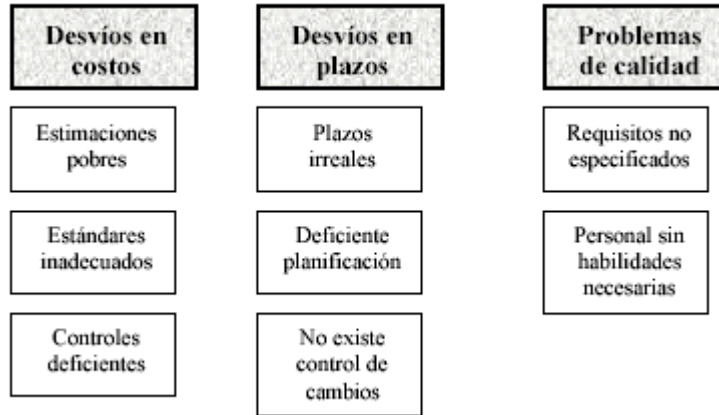 Desvíos en
costos
Estimaciones
pobres
Estándares
inadecuados
Controles
deficientes
Desvíos en
plazos
Plazos
irreales
Deficiente
planificación
No existe
control de
cambios
Problemas
de calidad
Requisitos no
especificados
Personal sin
habilidades
necesarias